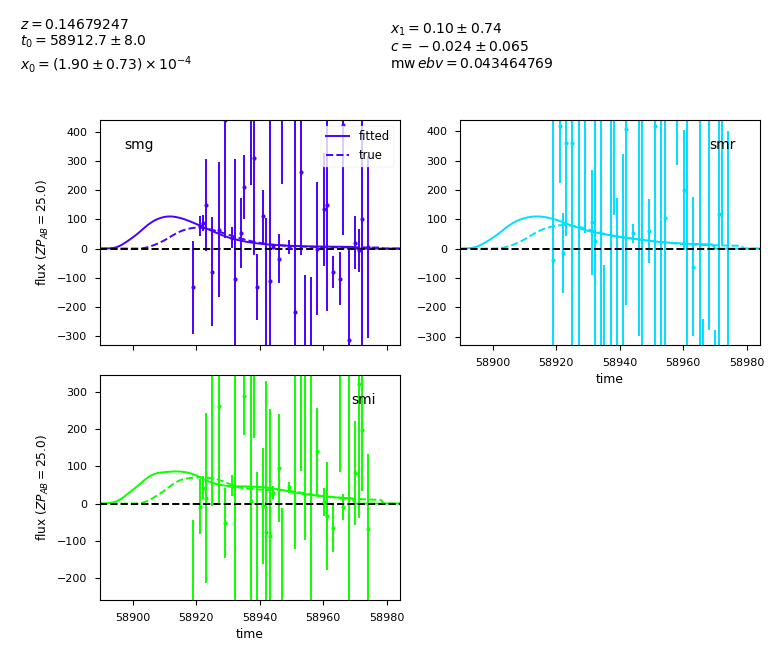 z = 0.14679247
t₀ = 58912.7 ± 8.0
x₀ = (1.90 ± 0.73) × 10⁻⁴
x₁ = 0.10 ± 0.74
c = −0.024 ± 0.065
mw ebv = 0.043464769
smg
fitted
true
400
300
200
100
0
−100
−200
−300
flux (ZP_AB = 25.0)
smr
400
300
200
100
0
−100
−200
−300
58900 58920 58940 58960 58980
time
smi
300
200
100
0
−100
−200
flux (ZP_AB = 25.0)
58900 58920 58940 58960 58980
time